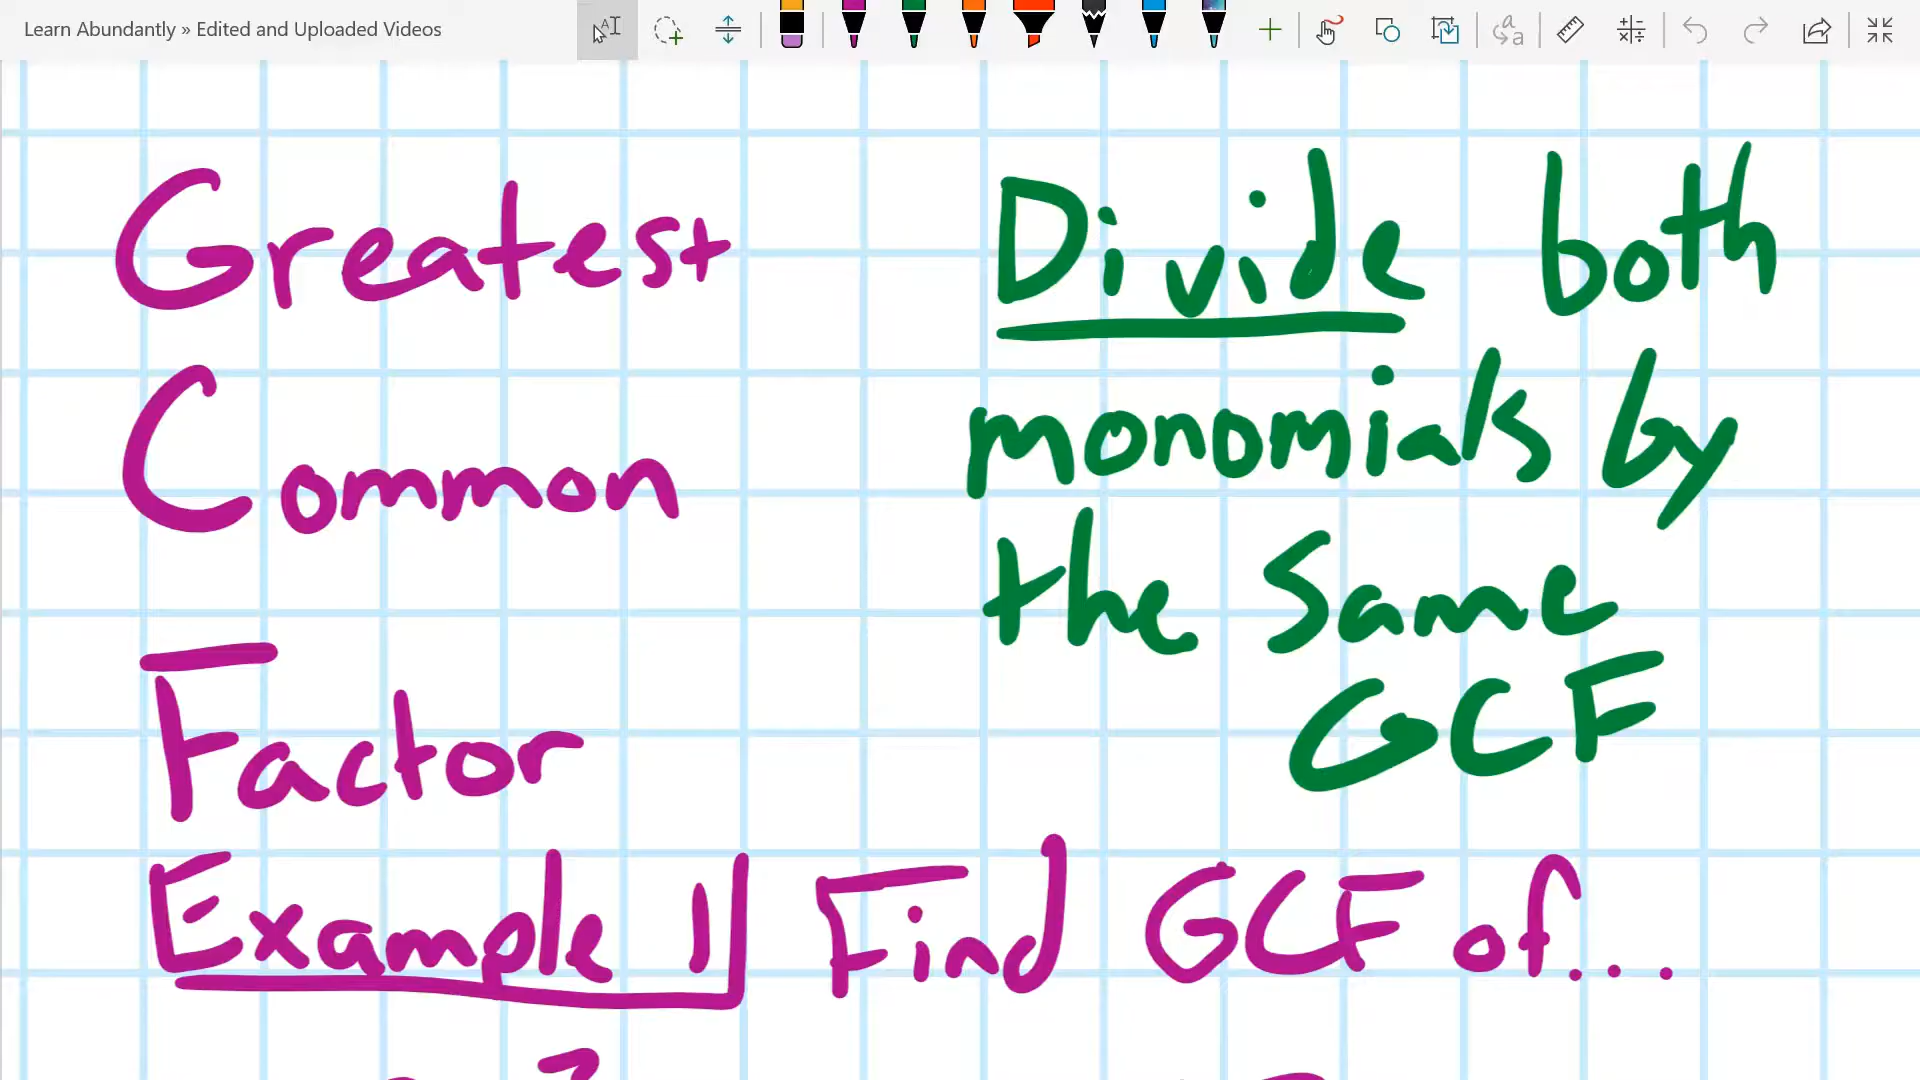 Learn Abundantly » Edited and Uploaded Videos
Greatest
Common
Factor
Divide both
monomials by
the Same
GCF
Example 1 Find GCF of...